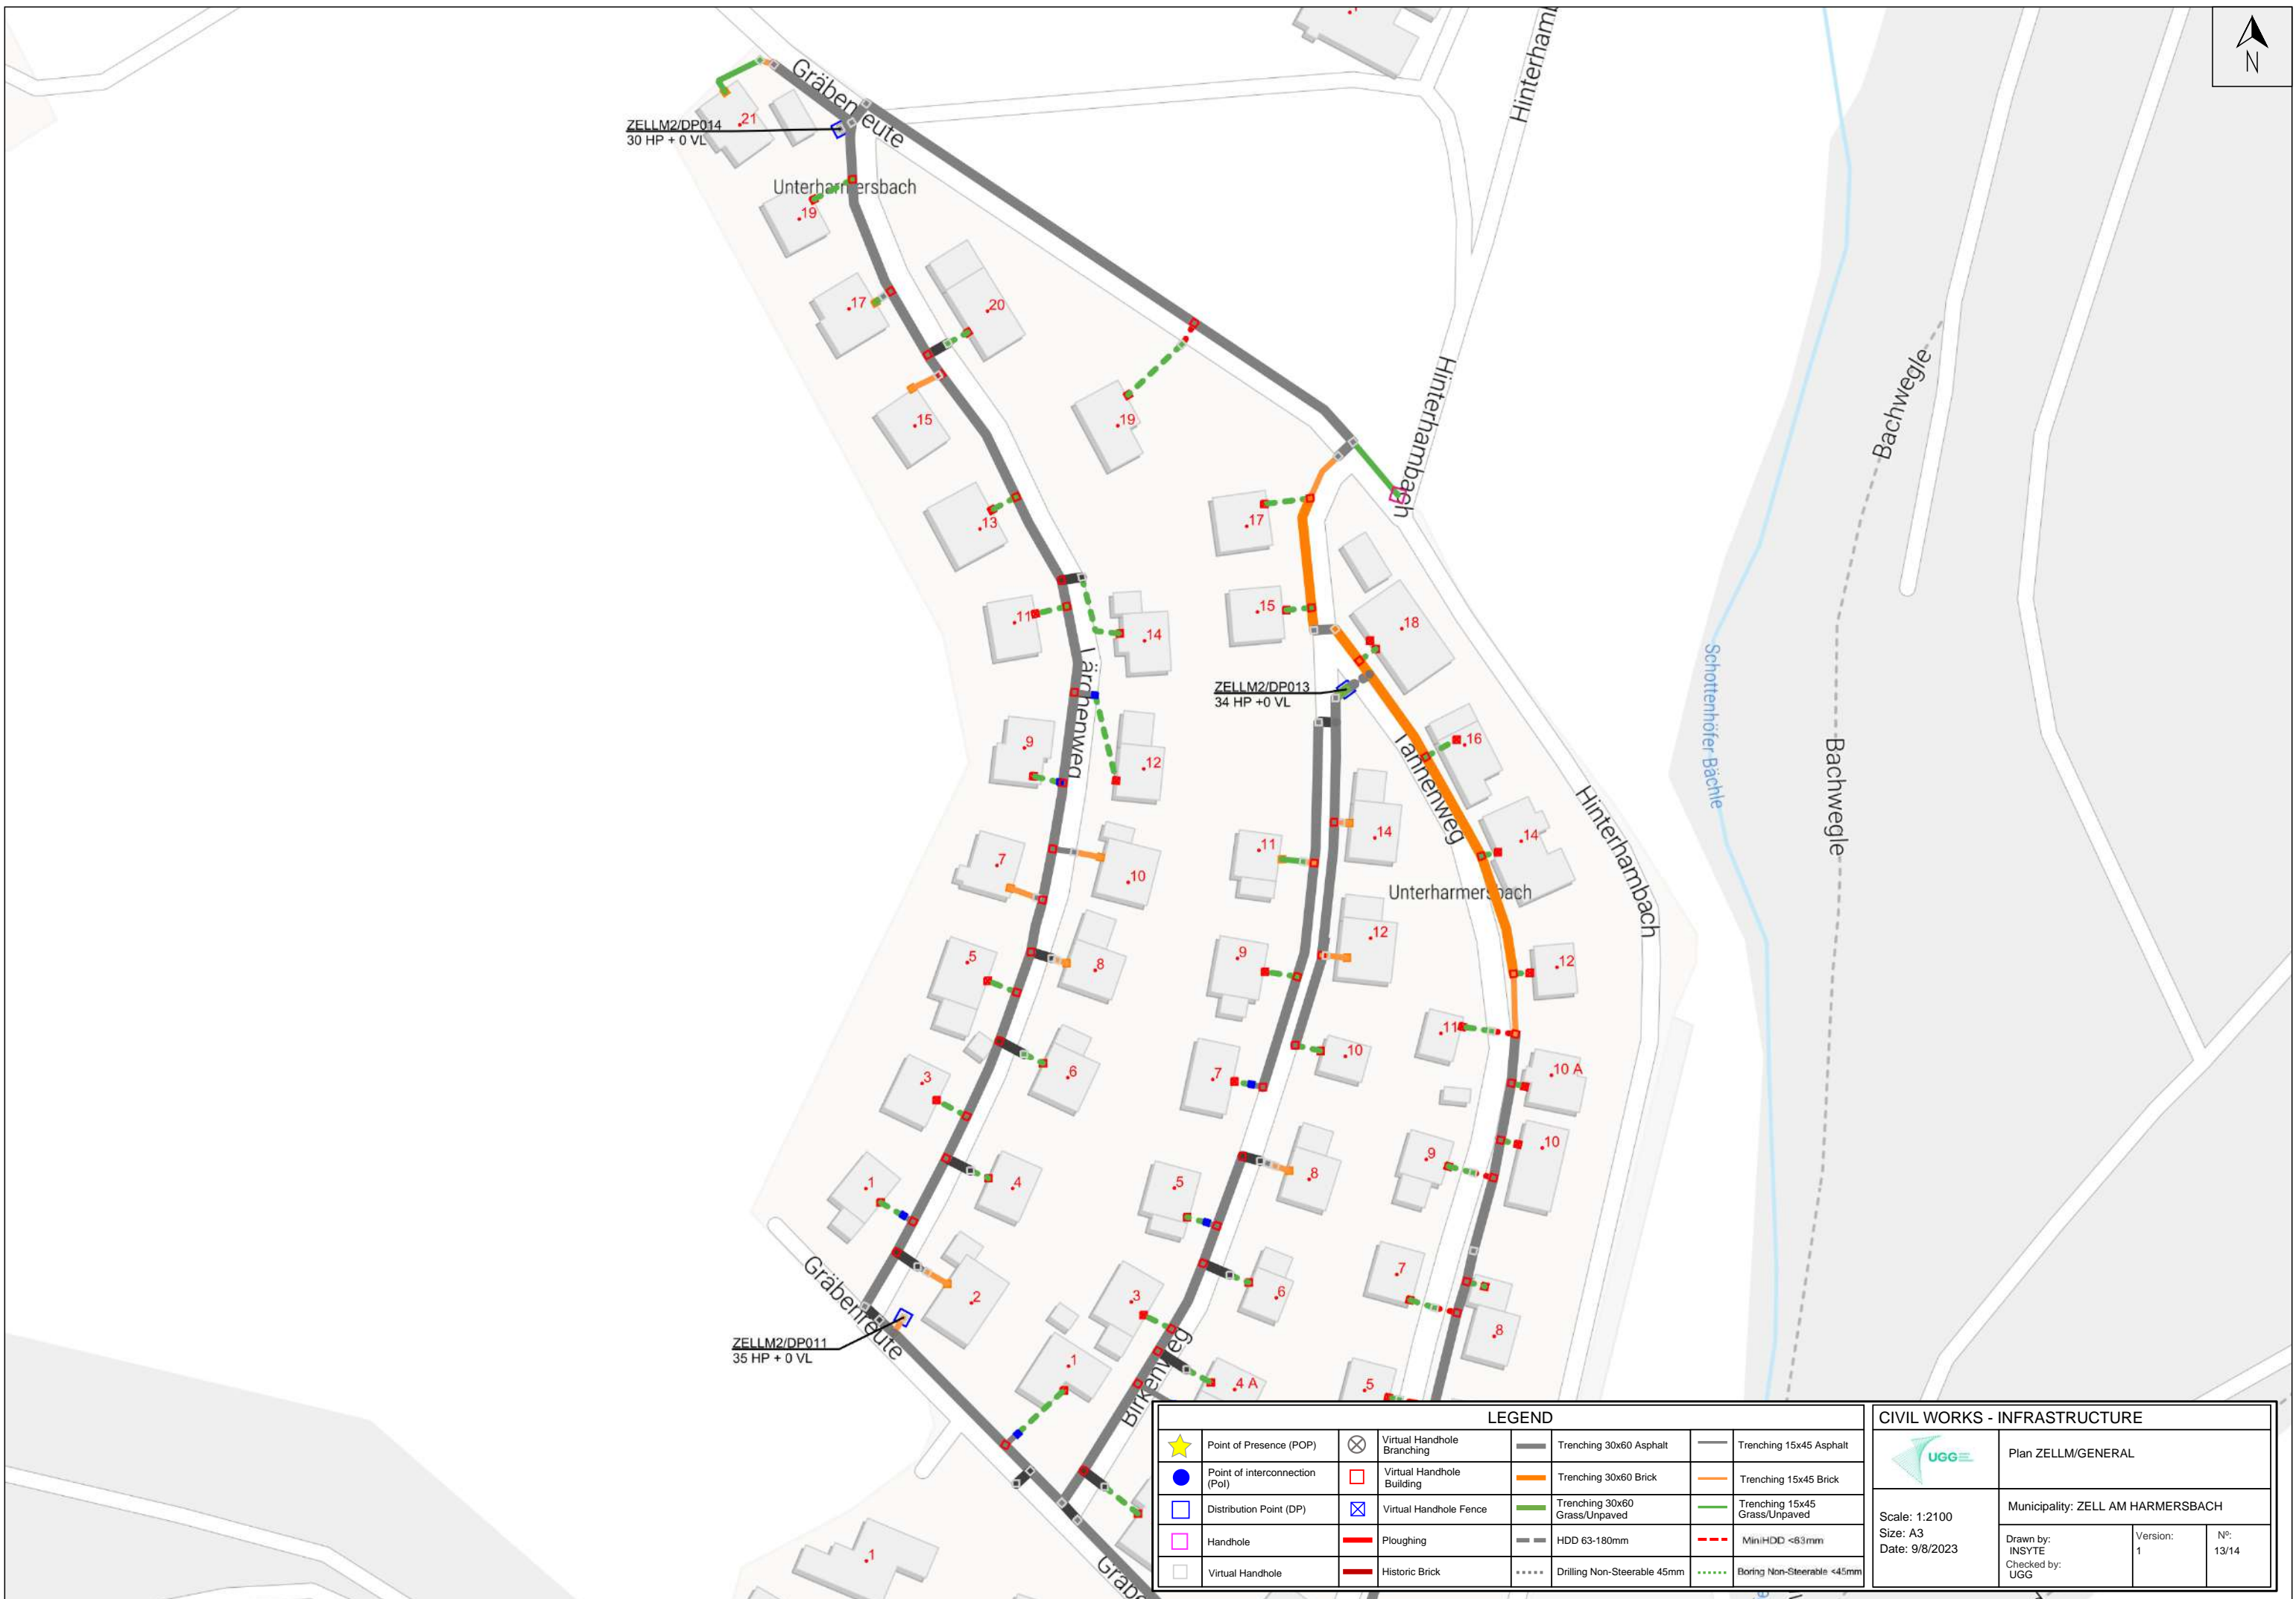 N
Gräbenreute
ZELLM2/DP014
30 HP + 0 VL
21
Unterharmersbach
19
17
20
15
19
13
Hinterhamb
Hinterhambach
17
11
14
15
18
ZELLM2/DP013
34 HP +0 VL
Lärchenweg
9
12
16
Tannenweg
Schottenhöfer Bächle
Bachwegle
Bachwegle
Hinterhambach
7
10
11
14
14
Unterharmersbach
5
8
9
12
12
3
6
7
10
11
10 A
1
4
5
8
9
10
2
3
6
7
8
Gräbenreute
ZELLM2/DP011
35 HP + 0 VL
1
Birkenweg
4 A
5
1
Gräbe
LEGEND
Point of Presence (POP)
Virtual Handhole
Branching
Trenching 30x60 Asphalt
Trenching 15x45 Asphalt
Point of interconnection
(PoI)
Virtual Handhole
Building
Trenching 30x60 Brick
Trenching 15x45 Brick
Distribution Point (DP)
Virtual Handhole Fence
Trenching 30x60
Grass/Unpaved
Trenching 15x45
Grass/Unpaved
Handhole
Ploughing
HDD 63-180mm
MiniHDD <63mm
Virtual Handhole
Historic Brick
Drilling Non-Steerable 45mm
Boring Non-Steerable <45mm
CIVIL WORKS - INFRASTRUCTURE
UGG
Plan ZELLM/GENERAL
Scale: 1:2100
Size: A3
Date: 9/8/2023
Municipality: ZELL AM HARMERSBACH
Drawn by:
INSYTE
Checked by:
UGG
Version:
1
Nº:
13/14